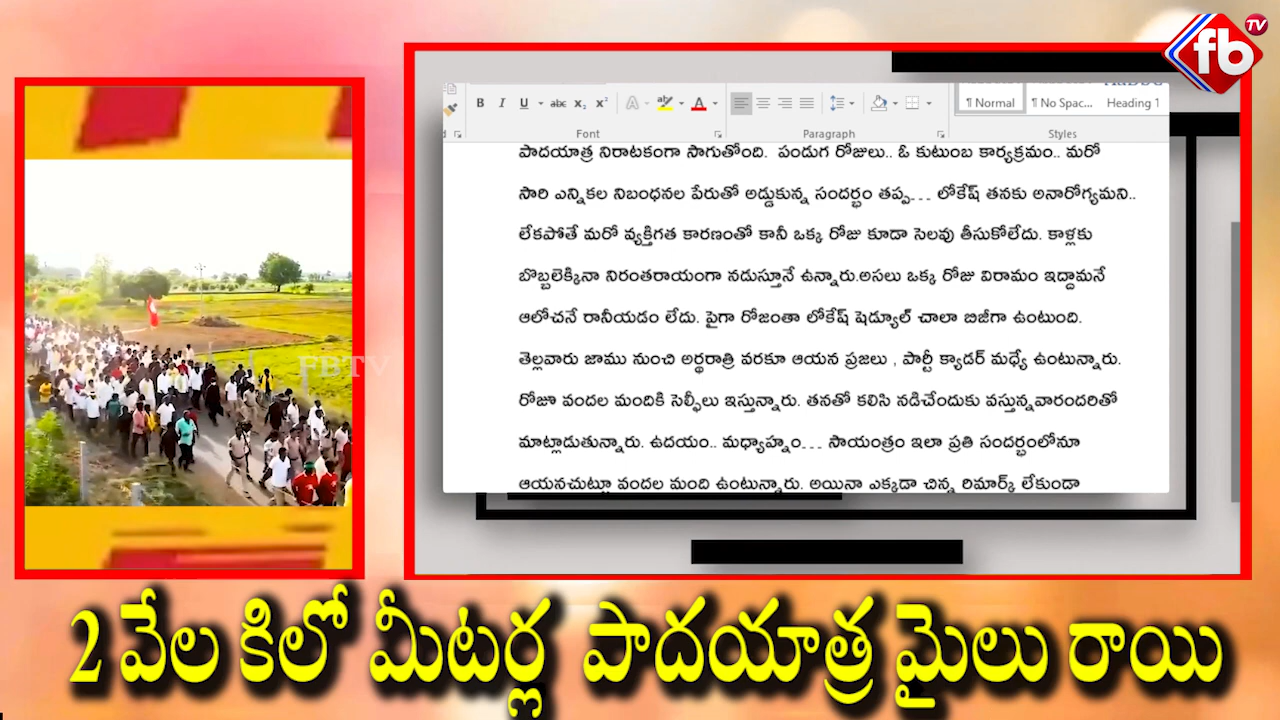 fb TV
B I U abc X₂ X² A aby A
Font Paragraph Styles
¶ Normal ¶ No Spac... Heading 1
పాదయాత్ర నిరాటకంగా సాగుతోంది. పండుగ రోజులు.. ఓ కుటుంబ కార్యక్రమం.. మరో
సారి ఎన్నికల నిబంధనల పేరుతో అడ్డుకున్న సందర్భం తప్ప... లోకేష్ తనకు అనారోగ్యమని..
లేకపోతే మరో వ్యక్తిగత కారణంతో కానీ ఒక్క రోజు కూడా సెలవు తీసుకోలేదు. కాళ్లకు
బొబ్బలెక్కినా నిరంతరాయంగా నడుస్తూనే ఉన్నారు.అసలు ఒక్క రోజు విరామం ఇద్దామనే
ఆలోచనే రానీయడం లేదు. పైగా రోజంతా లోకేష్ షెడ్యూల్ చాలా బిజీగా ఉంటుంది.
తెల్లవారు జాము నుంచి అర్థరాత్రి వరకూ ఆయన ప్రజలు , పార్టీ క్యాడర్ మధ్యే ఉంటున్నారు.
రోజూ వందల మందికి సెల్ఫీలు ఇస్తున్నారు. తనతో కలిసి నడిచేందుకు వస్తున్నవారందరితో
మాట్లాడుతున్నారు. ఉదయం.. మధ్యాహ్నం... సాయంత్రం ఇలా ప్రతి సందర్భంలోనూ
ఆయనచుట్టూ వందల మంది ఉంటున్నారు. అయినా ఎక్కడా చిన్న రిమార్క్ లేకుండా
FBTV
2 వేల కిలో మీటర్ల పాదయాత్ర మైలు రాయి